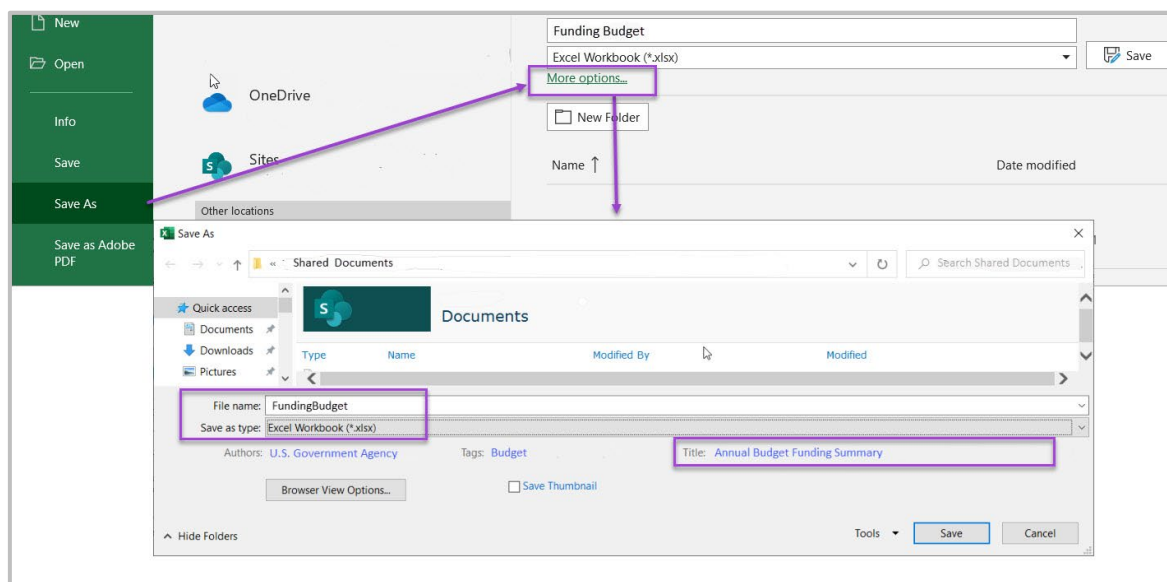 New
Open
Info
Save
Save As
Save as Adobe
PDF
OneDrive
Sites
Other locations
Funding Budget
Excel Workbook (*.xlsx)
Save
More options...
New Folder
Name ↑
Date modified
Save As
« Shared Documents
Search Shared Documents
Quick access
Documents
Downloads
Pictures
S
Documents
Type Name Modified By Modified
File name: FundingBudget
Save as type: Excel Workbook (*.xlsx)
Authors: U.S. Government Agency Tags: Budget Title: Annual Budget Funding Summary
Browser View Options... Save Thumbnail
Hide Folders Tools Save Cancel